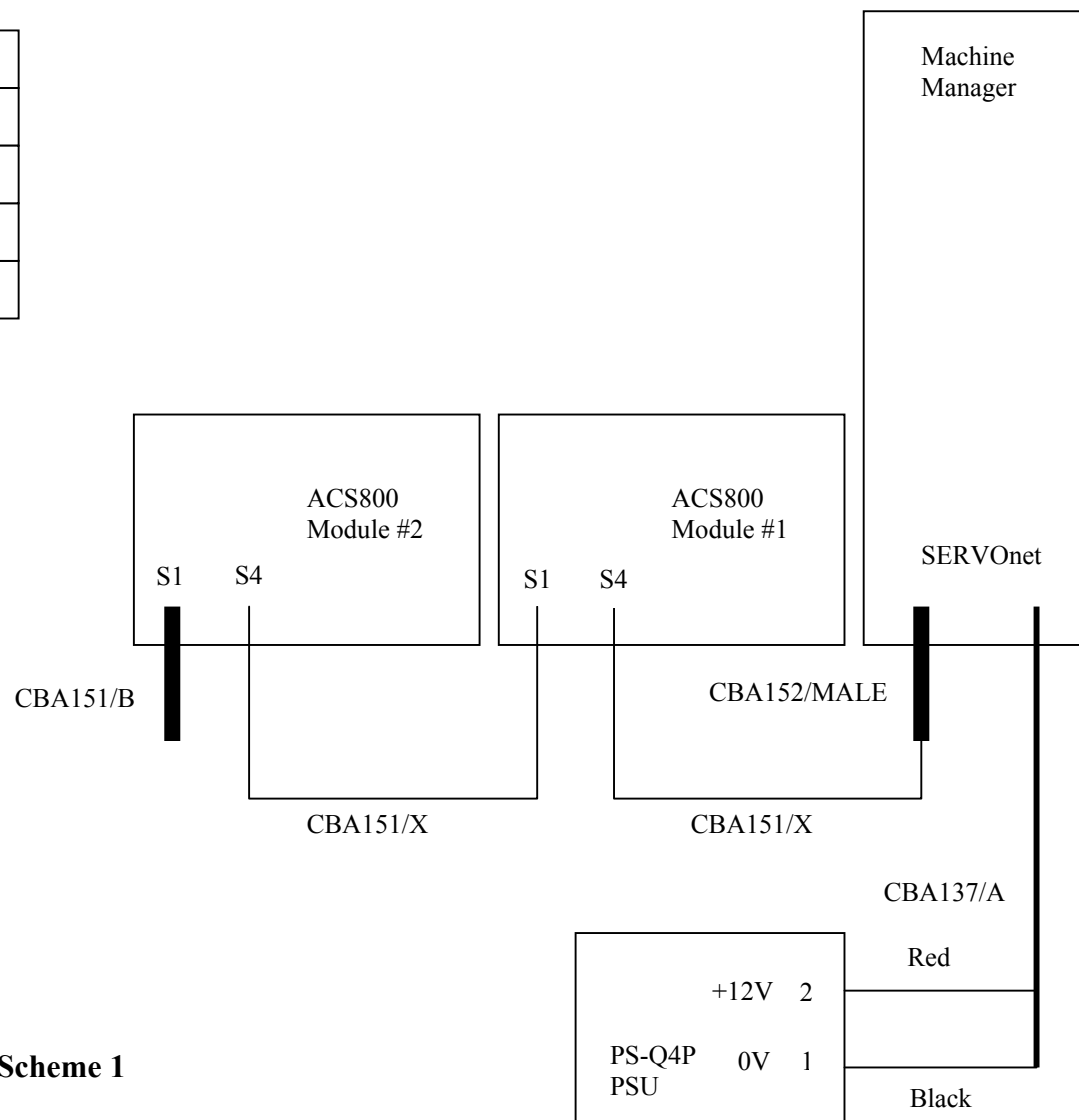 Machine
Manager
ACS800
Module #2
ACS800
Module #1
SERVOnet
S1
S4
S1
S4
CBA151/B
CBA152/MALE
CBA151/X
CBA151/X
CBA137/A
Red
+12V 2
PS-Q4P
PSU
0V 1
Scheme 1
Black